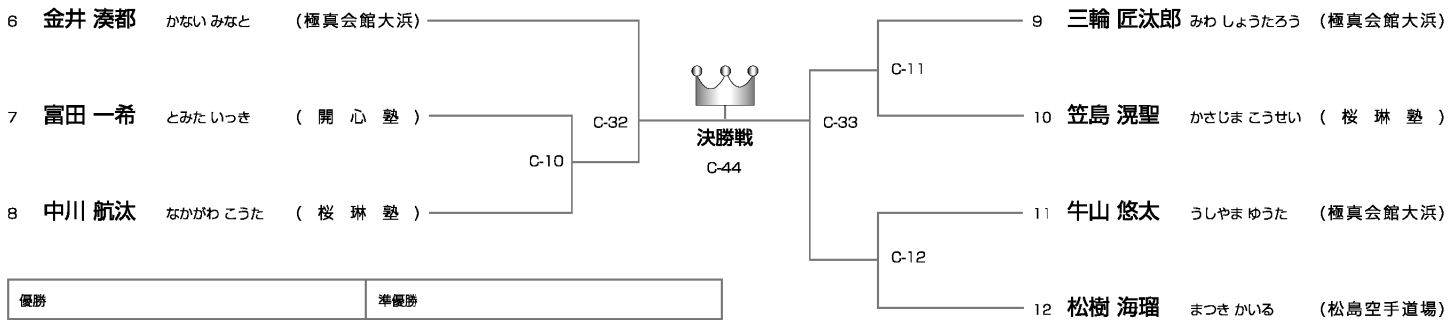 6 金井 湊都 かない みなと (極真会館大浜)
7 富田 一希 とみた いっき ( 開 心 塾 )
8 中川 航汰 なかがわ こうた ( 桜 琳 塾 )
C-10
C-32
決勝戦
C-44
C-33
C-11
C-12
9 三輪 匠汰郎 みわ しょうたろう (極真会館大浜)
10 笠島 滉聖 かさじま こうせい ( 桜 琳 塾 )
11 牛山 悠太 うしやま ゆうた (極真会館大浜)
12 松樹 海瑠 まつき かいる (松島空手道場)
優勝
準優勝